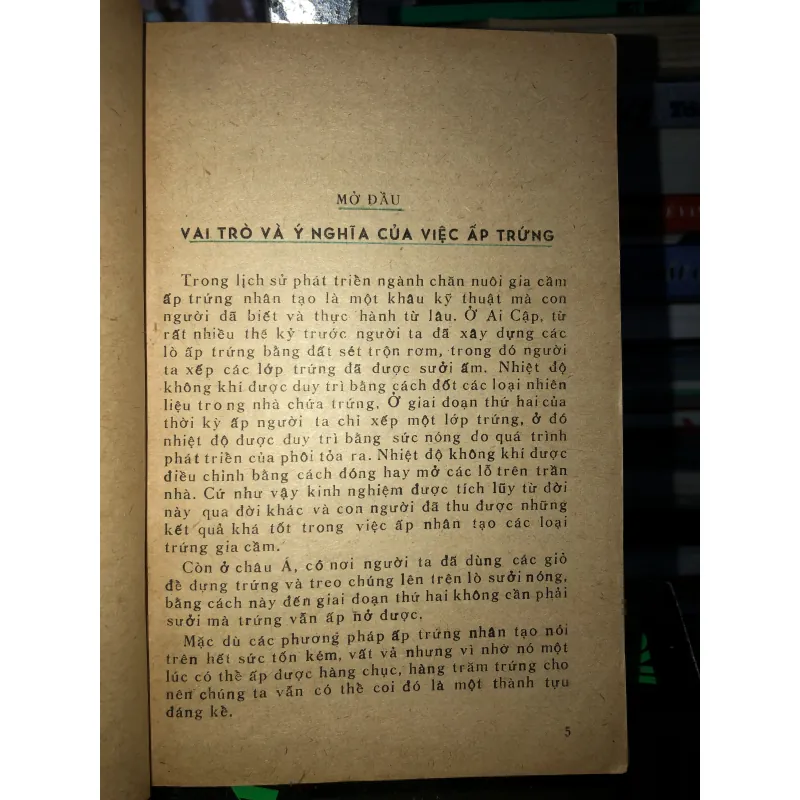 MỞ ĐẦU
VAI TRÒ VÀ Ý NGHĨA CỦA VIỆC ẤP TRỨNG
Trong lịch sử phát triển ngành chăn nuôi gia cầm
ấp trứng nhân tạo là một khâu kỹ thuật mà con
người đã biết và thực hành từ lâu. Ở Ai Cập, từ
rất nhiều thế kỷ trước người ta đã xây dựng các
lò ấp trứng bằng đất sét trộn rơm, trong đó người
ta xếp các lớp trứng đã được sưởi ấm. Nhiệt độ
không khí được duy trì bằng cách đốt các loại nhiên
liệu trong nhà chứa trứng. Ở giai đoạn thứ hai của
thời kỳ ấp người ta chỉ xếp một lớp trứng, ở đó
nhiệt độ được duy trì bằng sức nóng do quá trình
phát triển của phôi tỏa ra. Nhiệt độ không khí được
điều chỉnh bằng cách đóng hay mở các lỗ trên trần
nhà. Cứ như vậy kinh nghiệm được tích lũy từ đời
này qua đời khác và con người đã thu được những
kết quả khá tốt trong việc ấp nhân tạo các loại
trứng gia cầm.
Còn ở châu Á, có nơi người ta đã dùng các giỏ
để đựng trứng và treo chúng lên trên lò sưởi nóng,
bằng cách này đến giai đoạn thứ hai không cần phải
sưởi mà trứng vẫn ấp nở được.
Mặc dù các phương pháp ấp trứng nhân tạo nói
trên hết sức tốn kém, vất vả nhưng vì nhờ nó một
lúc có thể ấp được hàng chục, hàng trăm trứng cho
nên chúng ta vẫn có thể coi đó là một thành tựu
đáng kể.
5